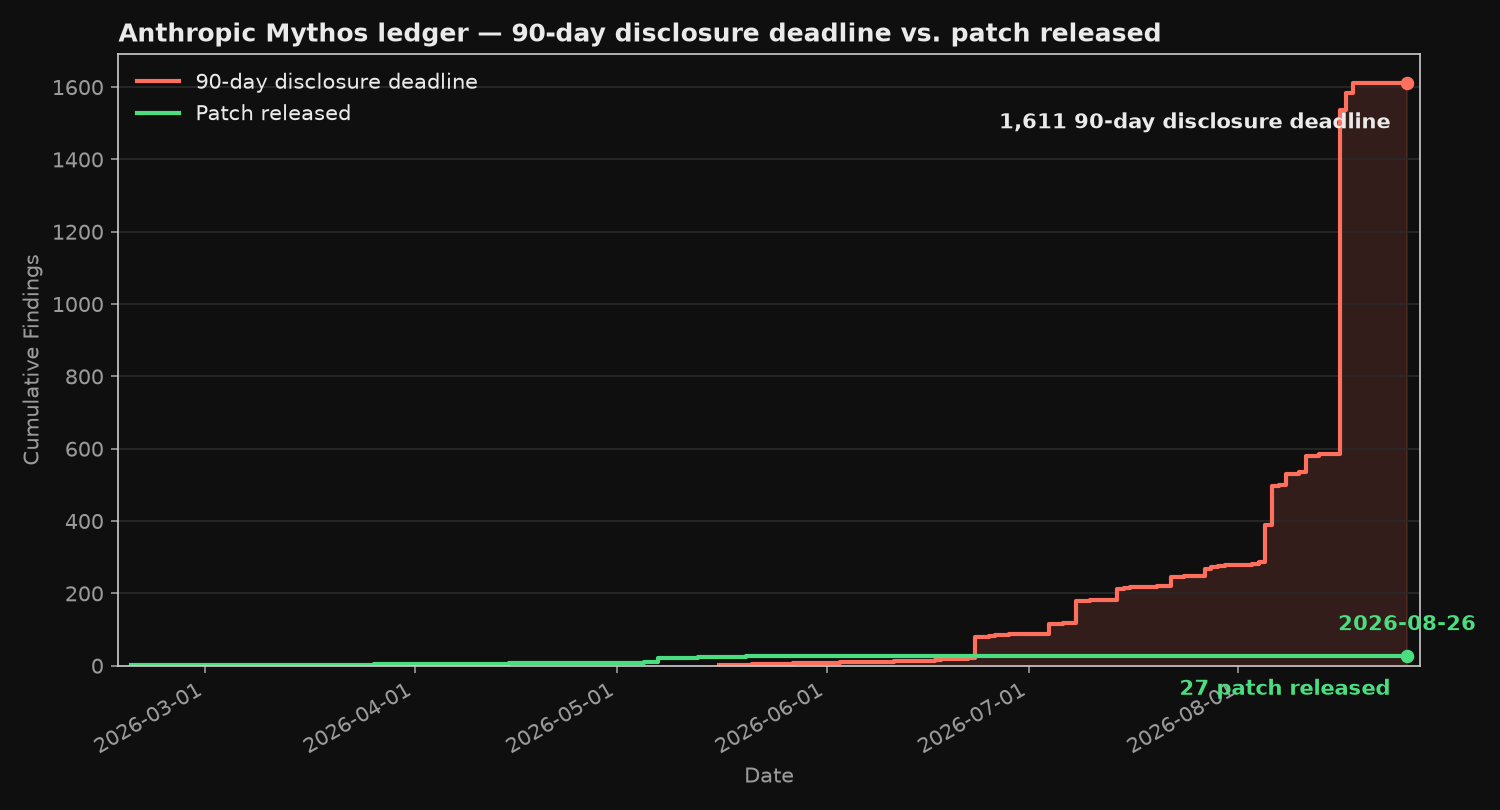 Anthropic Mythos ledger — 90-day disclosure deadline vs. patch released
90-day disclosure deadline
Patch released
1,611 90-day disclosure deadline
1600
1400
1200
1000
800
600
400
200
0
Cumulative Findings
2026-08-26
27 patch released
2026-03-01
2026-04-01
2026-05-01
2026-06-01
2026-07-01
2026-08-01
Date